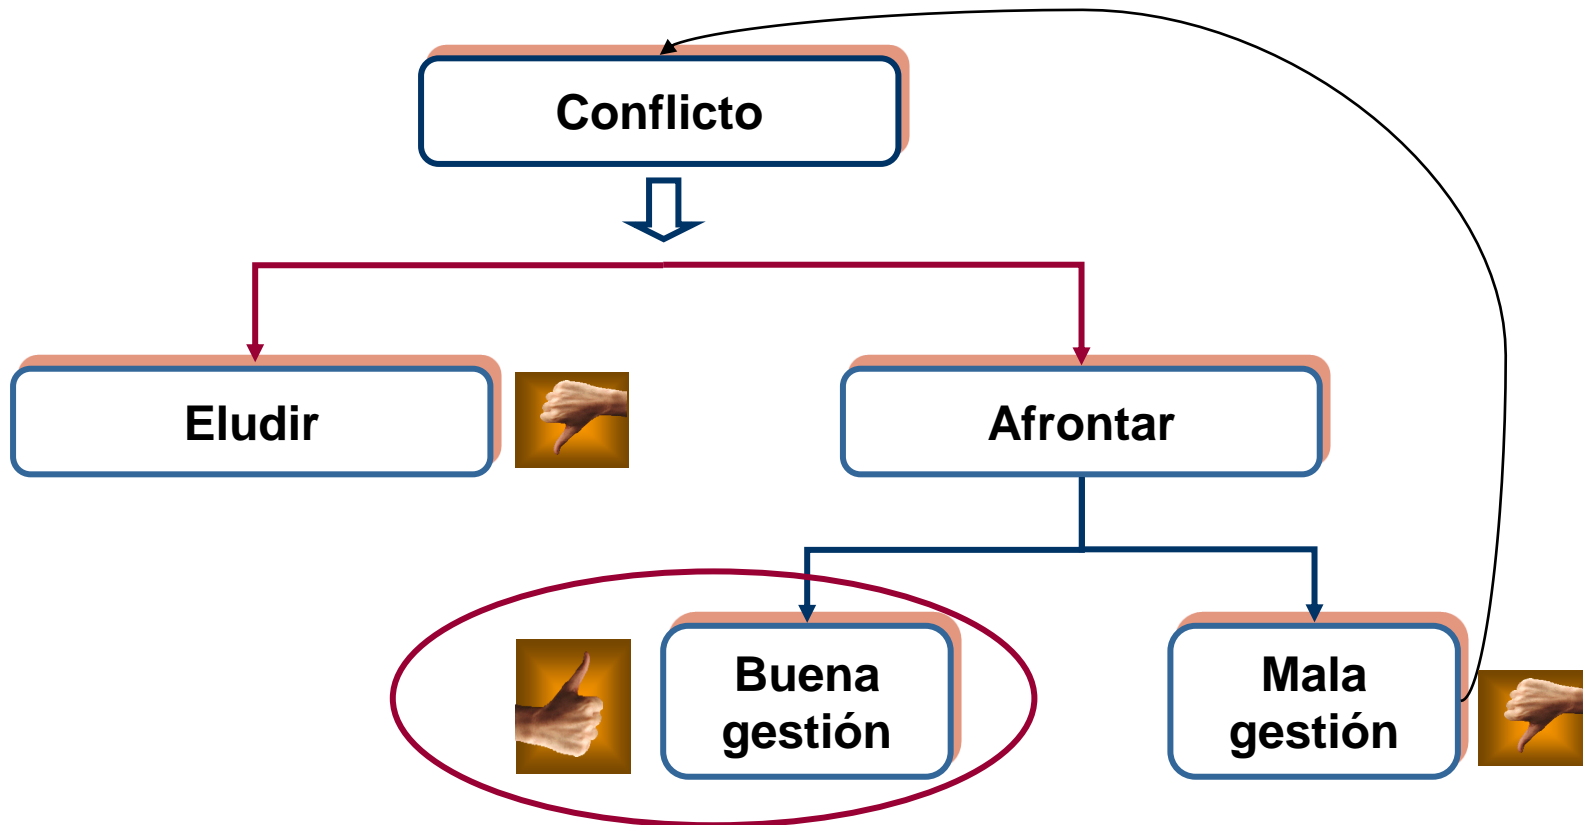 Conflicto
Eludir
Afrontar
Buena
gestión
Mala
gestión